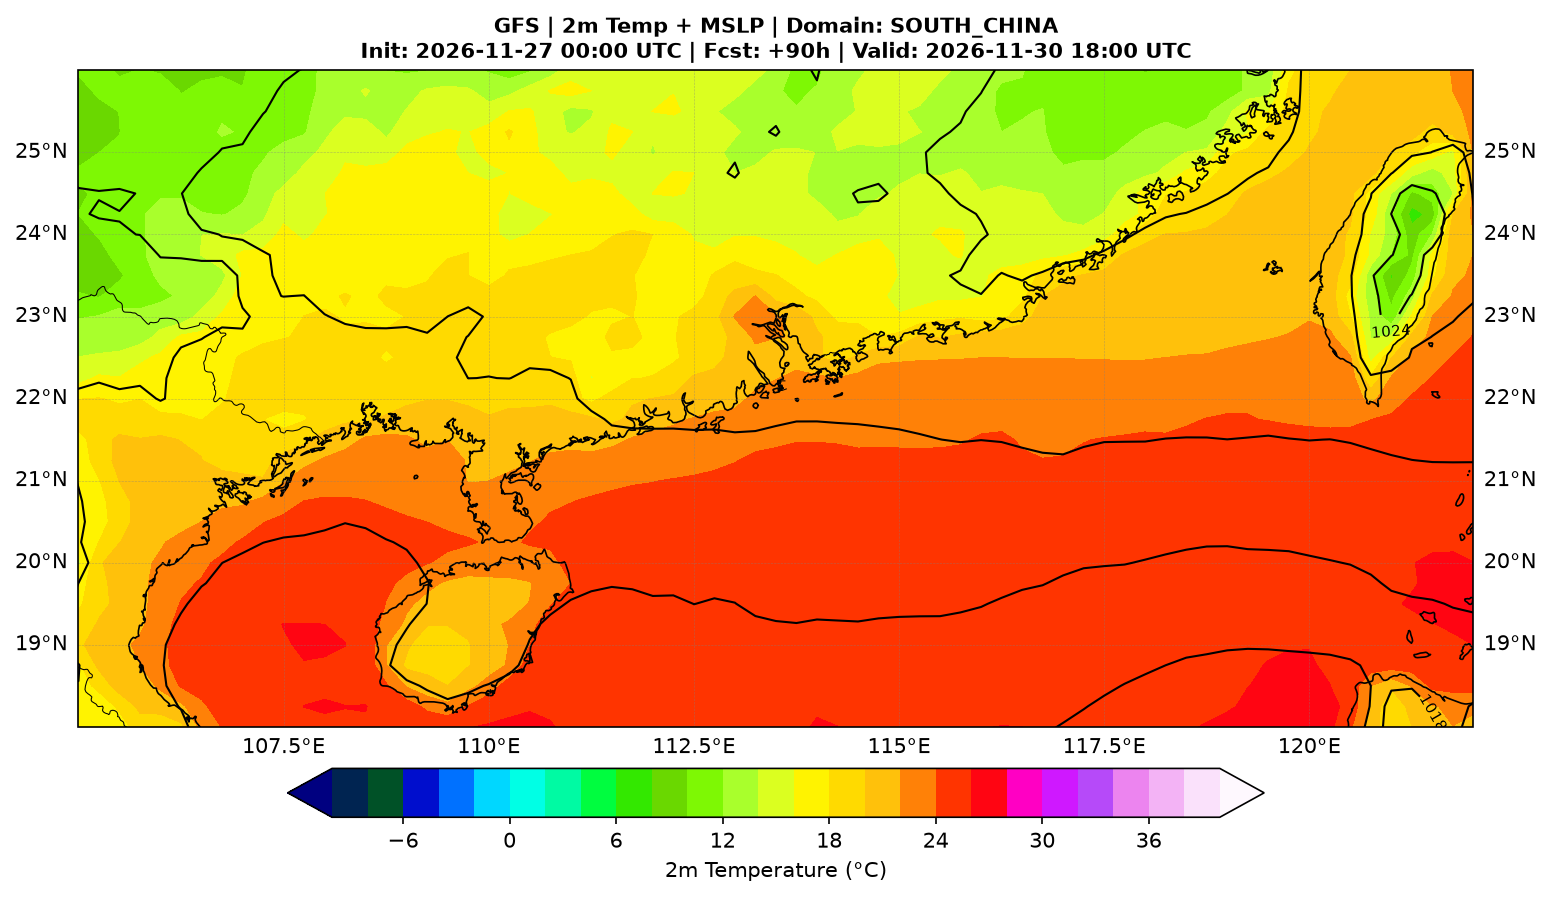 GFS | 2m Temp + MSLP | Domain: SOUTH_CHINA
Init: 2026-11-27 00:00 UTC | Fcst: +90h | Valid: 2026-11-30 18:00 UTC
25°N 25°N
24°N 24°N
23°N 23°N
1024
22°N 22°N
21°N 21°N
20°N 20°N
19°N 19°N
1018
107.5°E 110°E 112.5°E 115°E 117.5°E 120°E
−6 0 6 12 18 24 30 36
2m Temperature (°C)